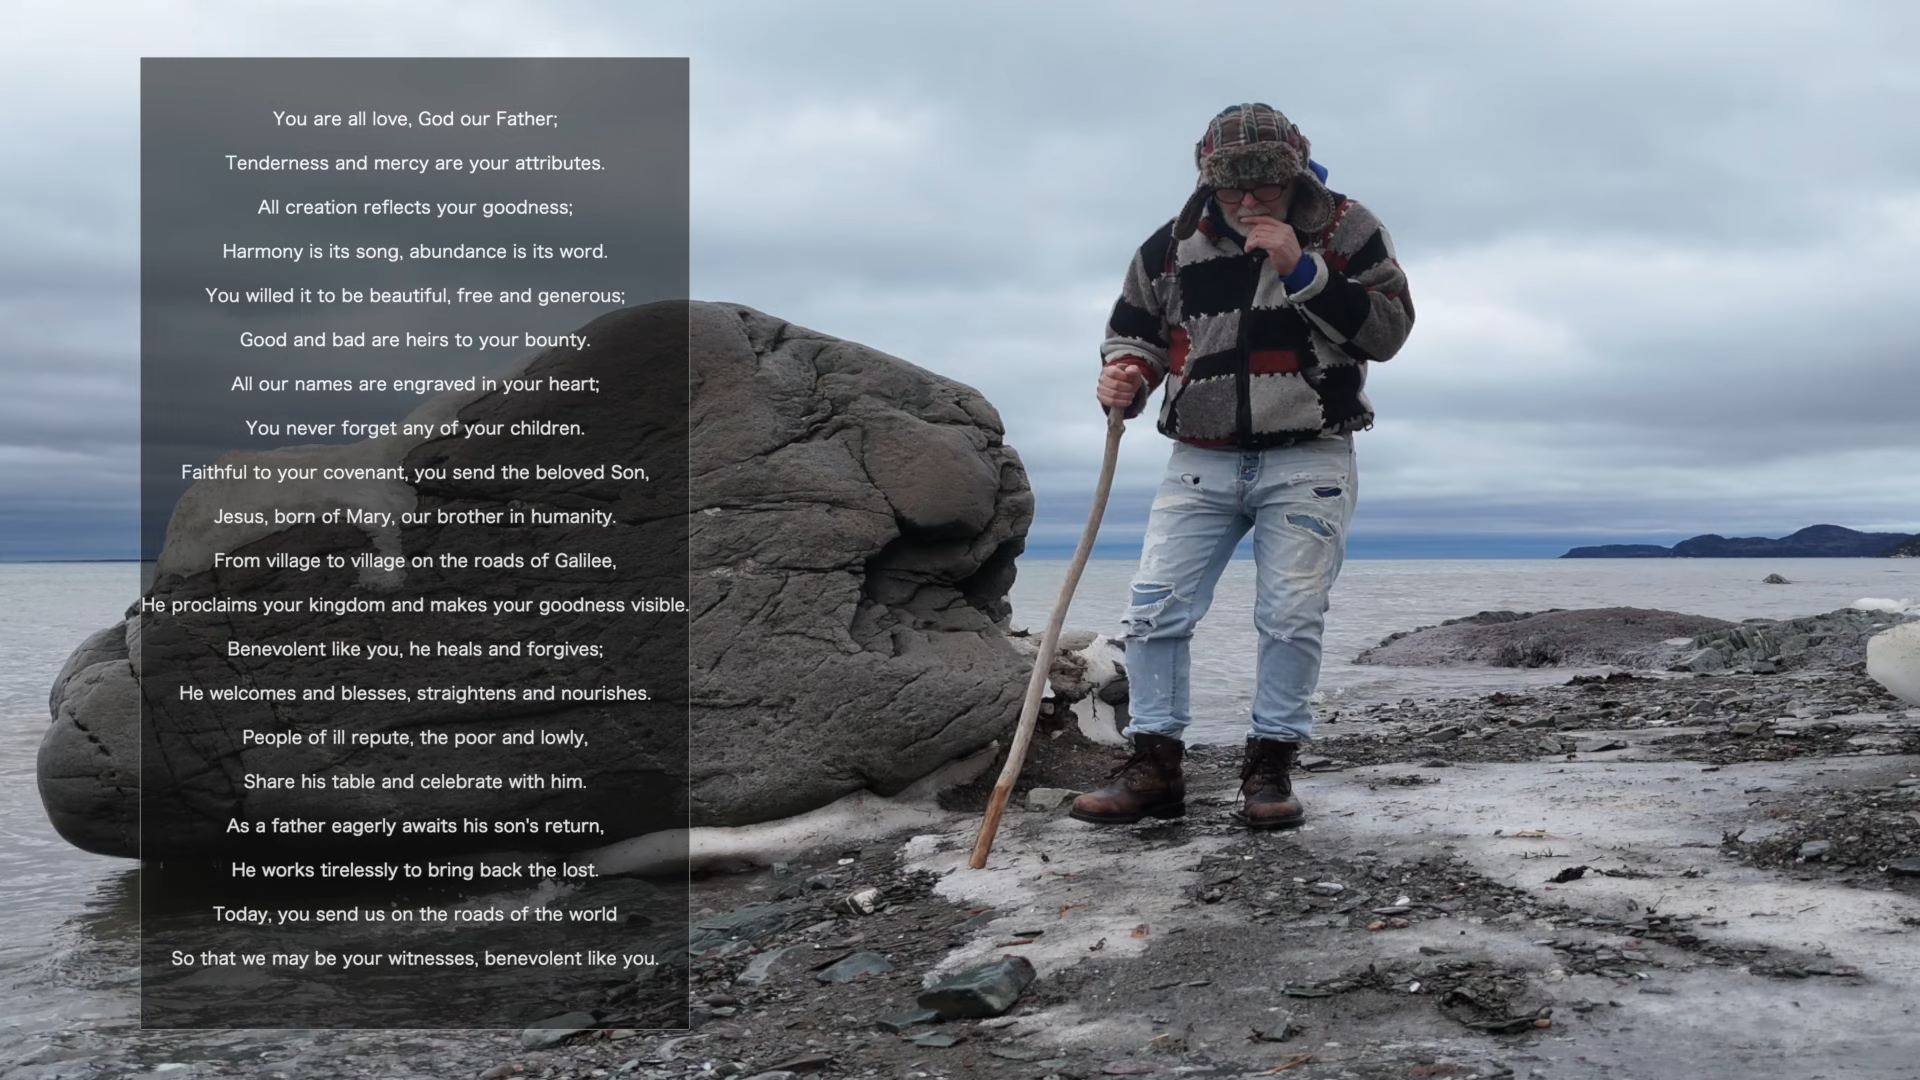 You are all love, God our Father;
Tenderness and mercy are your attributes.
All creation reflects your goodness;
Harmony is its song, abundance is its word.
You willed it to be beautiful, free and generous;
Good and bad are heirs to your bounty.
All our names are engraved in your heart;
You never forget any of your children.
Faithful to your covenant, you send the beloved Son,
Jesus, born of Mary, our brother in humanity.
From village to village on the roads of Galilee,
He proclaims your kingdom and makes your goodness visible.
Benevolent like you, he heals and forgives;
He welcomes and blesses, straightens and nourishes.
People of ill repute, the poor and lowly,
Share his table and celebrate with him.
As a father eagerly awaits his son's return,
He works tirelessly to bring back the lost.
Today, you send us on the roads of the world
So that we may be your witnesses, benevolent like you.